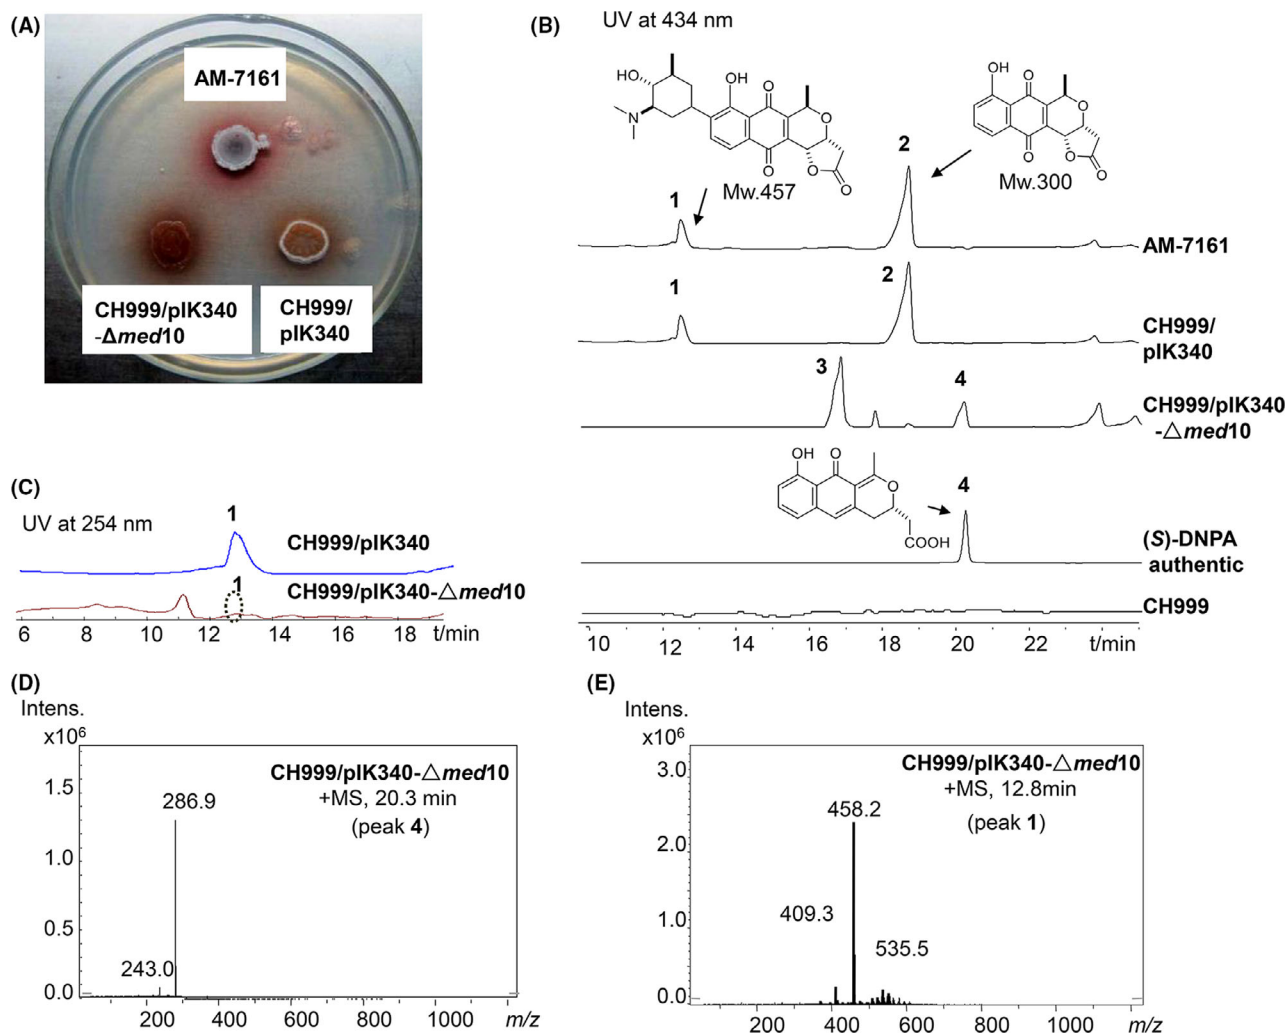 (A)
AM-7161
CH999/pIK340
-Δmed10
CH999/
pIK340
(B)
UV at 434 nm
HO
N
OH
O
O
O
O
O
Mw.457
OH
O
O
O
O
O
Mw.300
1
2
AM-7161
1
2
CH999/
pIK340
3
4
CH999/pIK340
-△med10
OH
O
O
COOH
4
(S)-DNPA
authentic
CH999
10 12 14 16 18 20 22 t/min
(C)
UV at 254 nm
1
CH999/pIK340
1
CH999/pIK340-△med10
6 8 10 12 14 16 18 t/min
(D)
Intens.
x10⁶
1.5
1.0
0.5
0.0
CH999/pIK340-△med10
+MS, 20.3 min
(peak 4)
286.9
243.0
200 400 600 800 1000 m/z
(E)
Intens.
x10⁶
3.0
2.0
1.0
0.0
CH999/pIK340-△med10
+MS, 12.8min
(peak 1)
458.2
409.3
535.5
200 400 600 800 1000 m/z